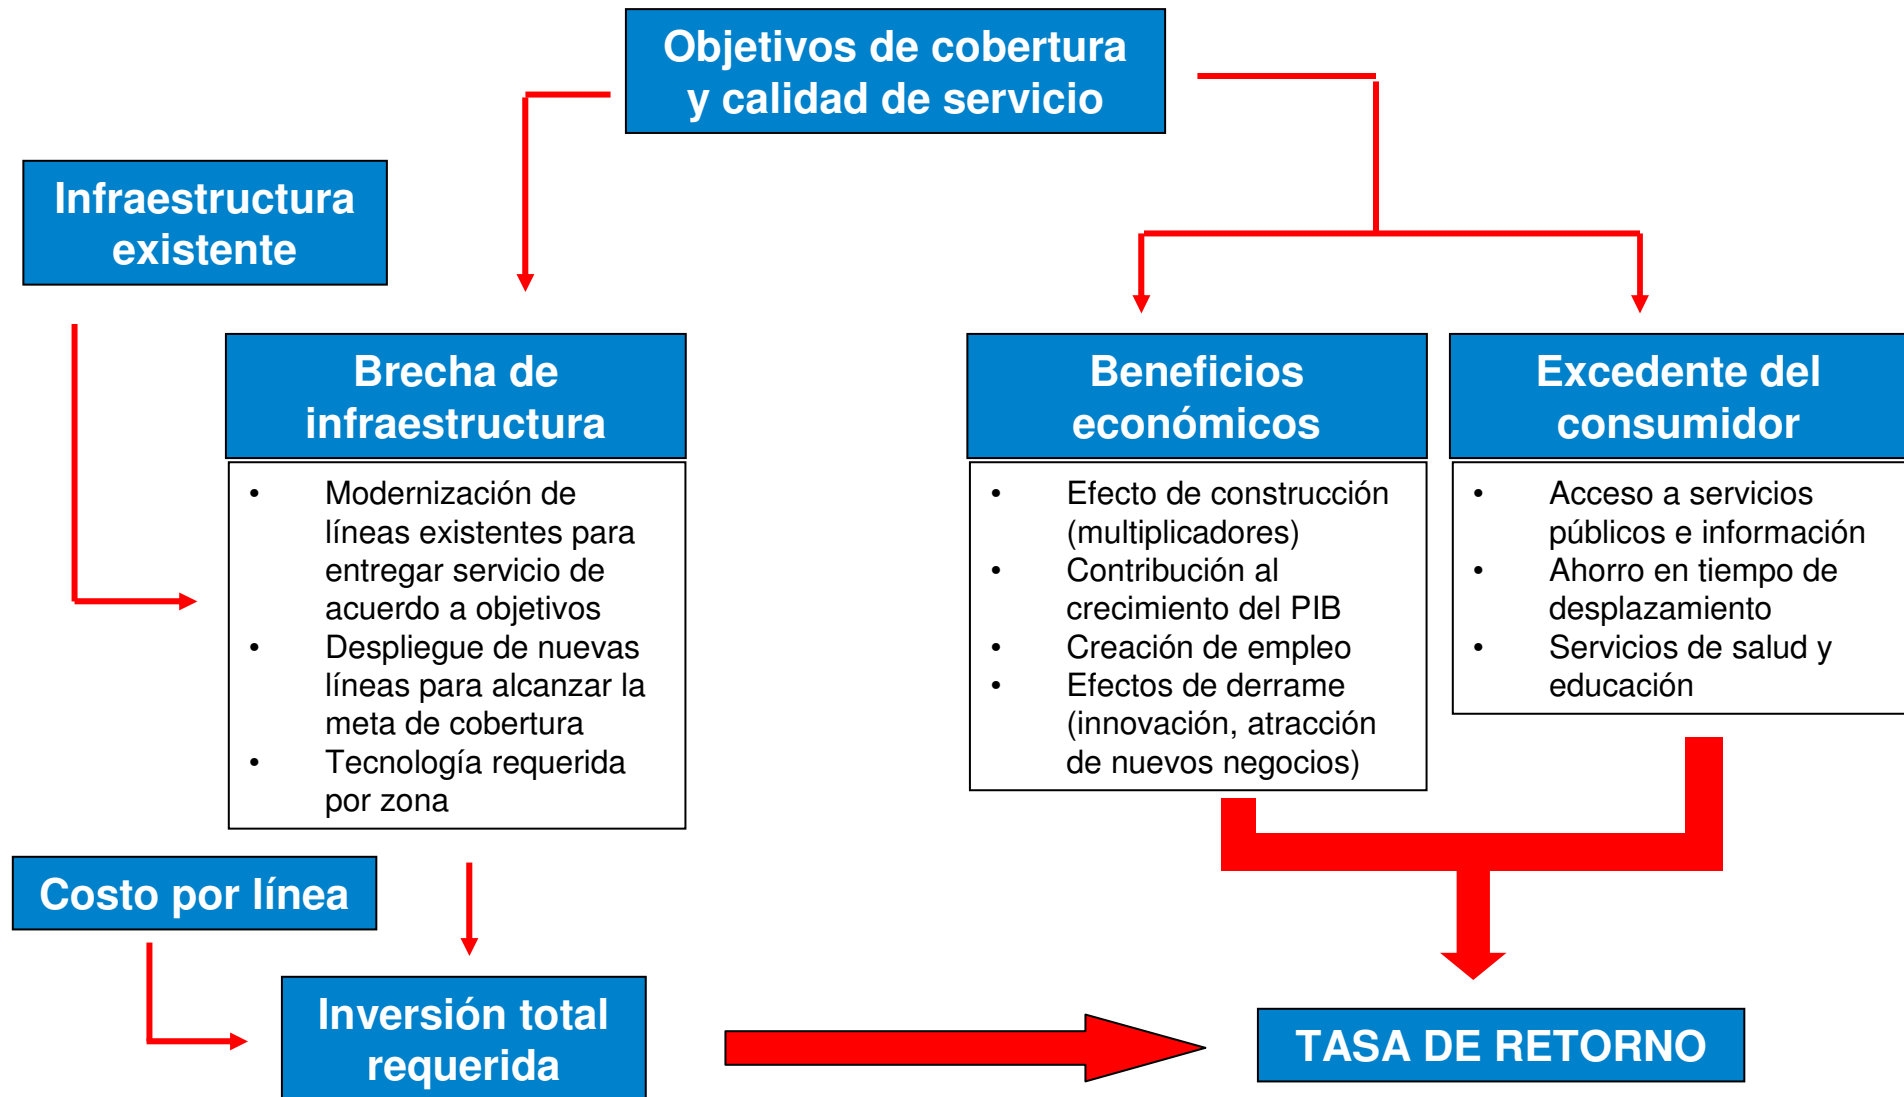 Objetivos de cobertura
y calidad de servicio
Infraestructura
existente
Brecha de
infraestructura
• Modernización de
líneas existentes para
entregar servicio de
acuerdo a objetivos
• Despliegue de nuevas
líneas para alcanzar la
meta de cobertura
• Tecnología requerida
por zona
Beneficios
económicos
• Efecto de construcción
(multiplicadores)
• Contribución al
crecimiento del PIB
• Creación de empleo
• Efectos de derrame
(innovación, atracción
de nuevos negocios)
Excedente del
consumidor
• Acceso a servicios
públicos e información
• Ahorro en tiempo de
desplazamiento
• Servicios de salud y
educación
Costo por línea
Inversión total
requerida
TASA DE RETORNO